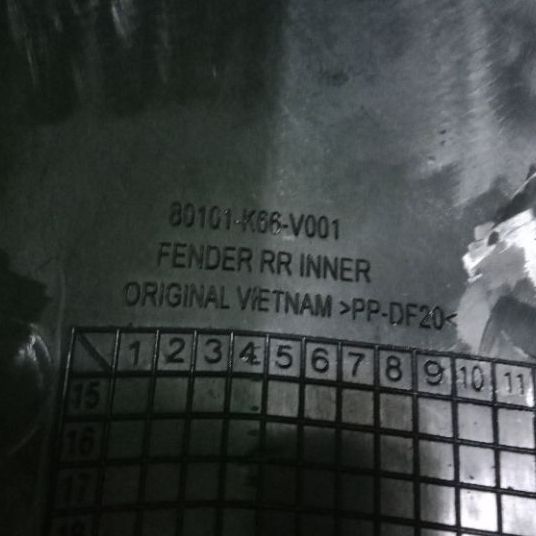 80101-K66-V001
FENDER RR INNER
ORIGINAL VIETNAM >PP-DF20<
1 2 3 4 5 6 7 8 9 10 11
15
16
17
18